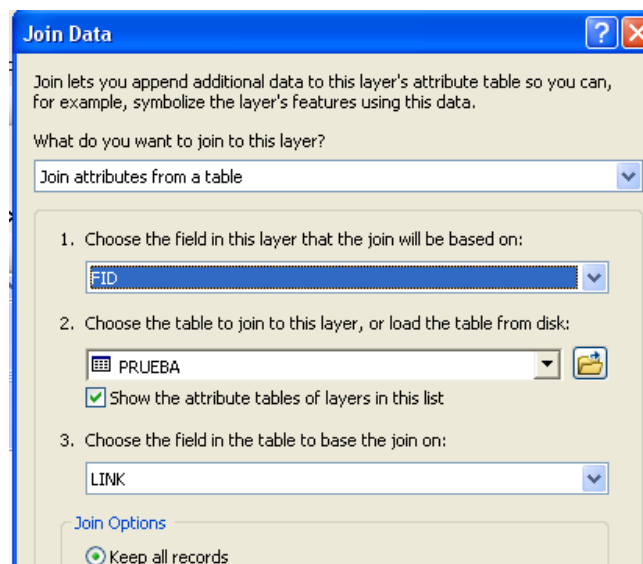 Join Data
Join lets you append additional data to this layer's attribute table so you can,
for example, symbolize the layer's features using this data.
What do you want to join to this layer?
Join attributes from a table
1. Choose the field in this layer that the join will be based on:
FID
2. Choose the table to join to this layer, or load the table from disk:
PRUEBA
Show the attribute tables of layers in this list
3. Choose the field in the table to base the join on:
LINK
Join Options
Keep all records